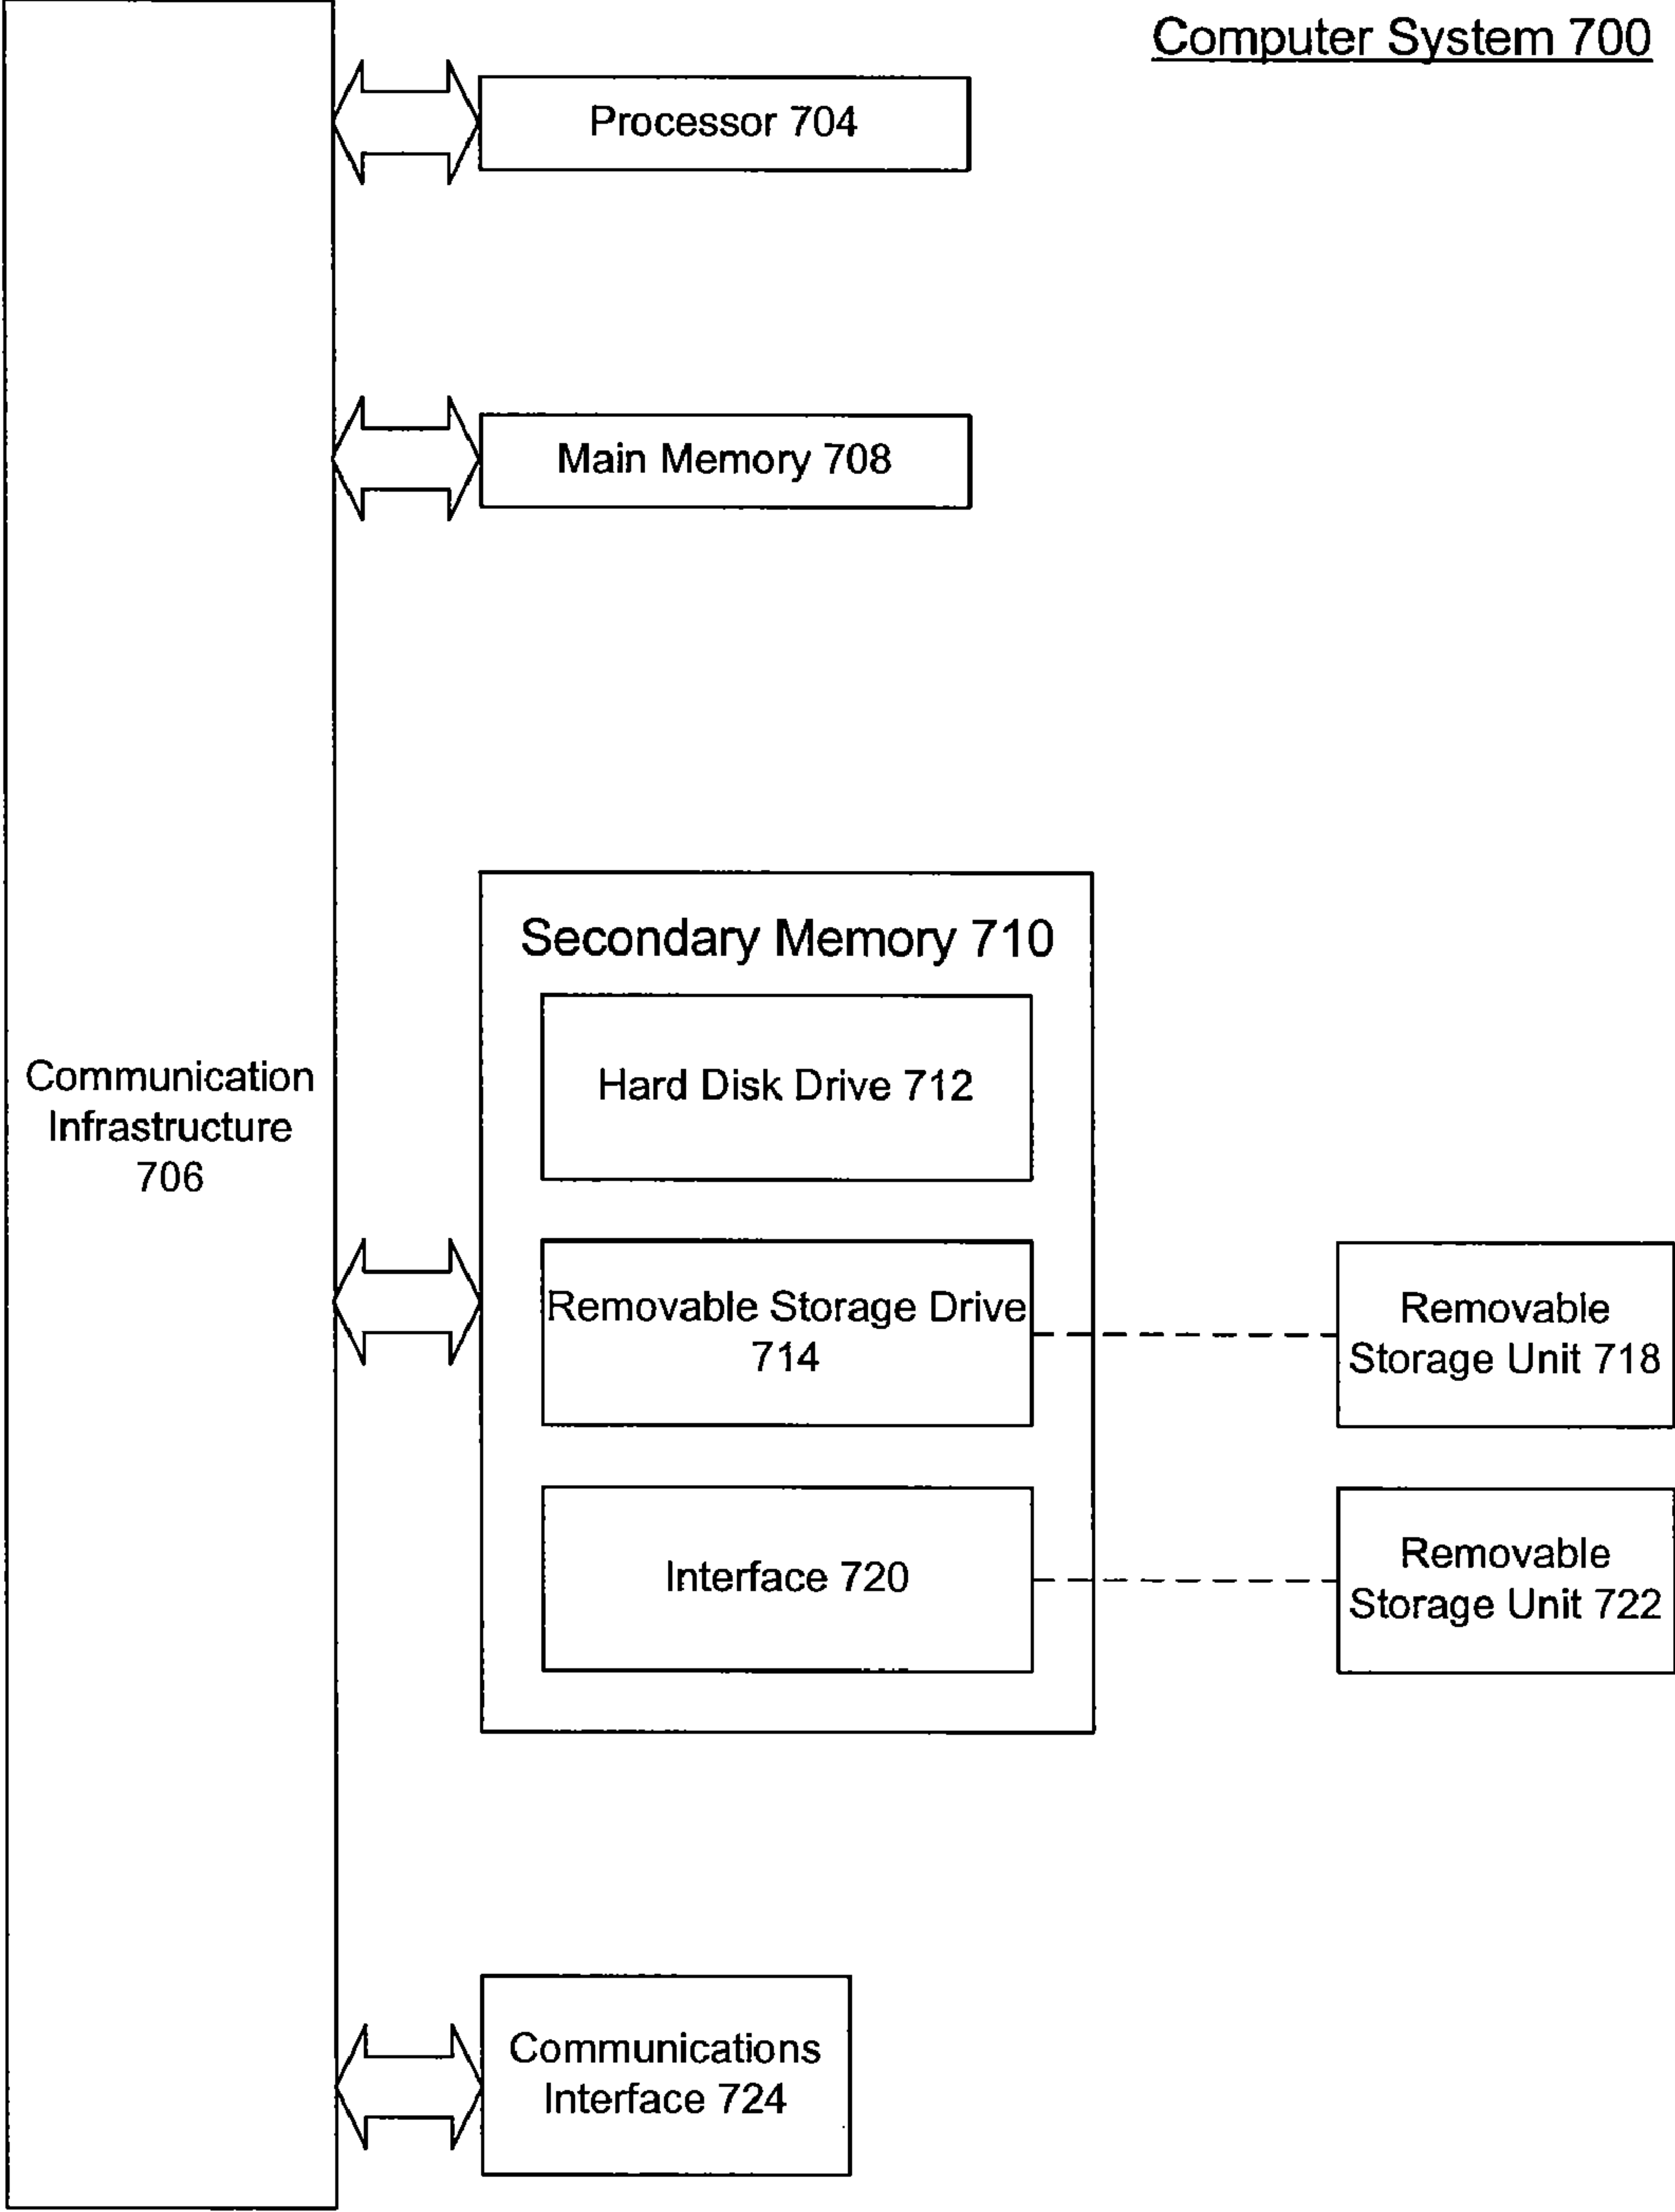 Computer System 700
Processor 704
Main Memory 708
Secondary Memory 710
Hard Disk Drive 712
Communication
Infrastructure
706
Removable Storage Drive
714
Removable
Storage Unit 718
Interface 720
Removable
Storage Unit 722
Communications
Interface 724